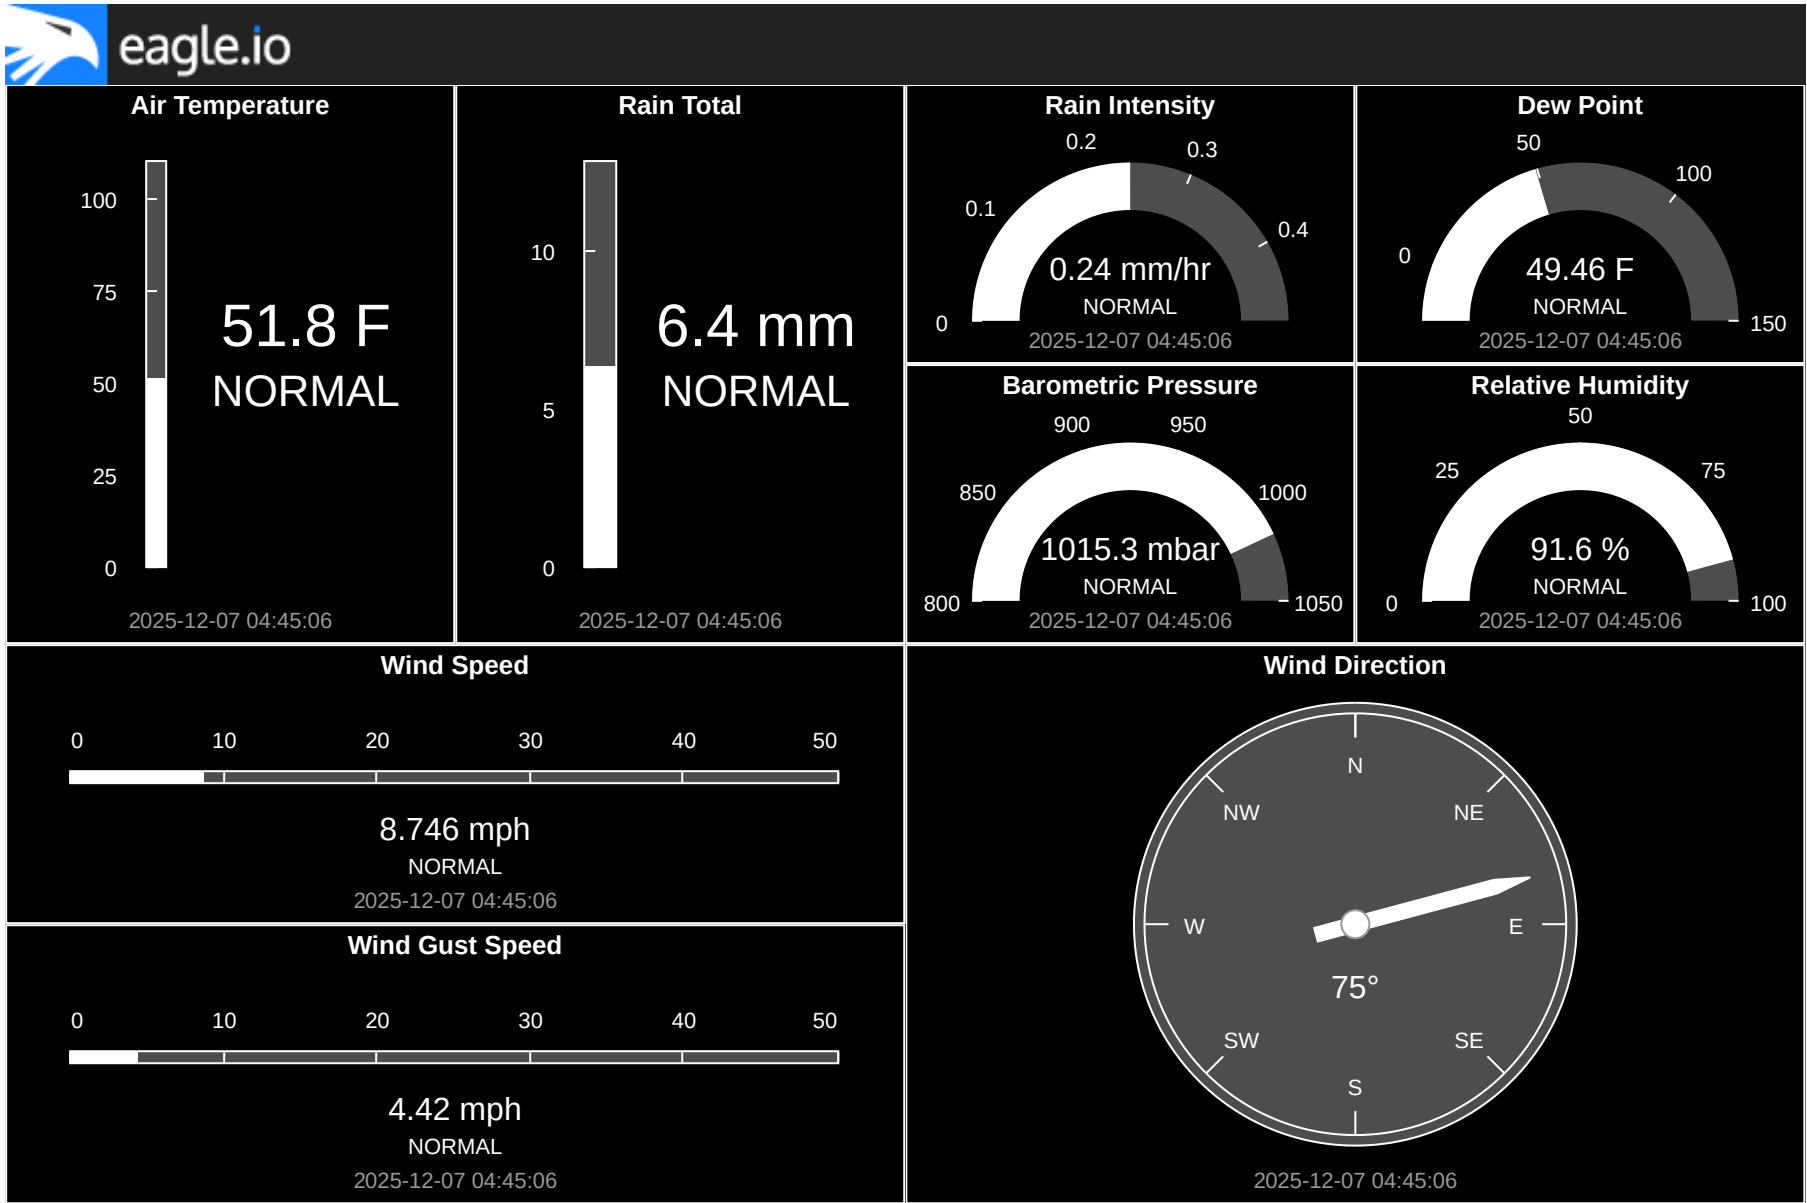 eagle.io
Air Temperature
100
75
50
25
0
51.8 F
NORMAL
2025-12-07 04:45:06
Rain Total
10
5
0
6.4 mm
NORMAL
2025-12-07 04:45:06
Rain Intensity
0
0.1
0.2
0.3
0.4
0.24 mm/hr
NORMAL
2025-12-07 04:45:06
Dew Point
0
50
100
150
49.46 F
NORMAL
2025-12-07 04:45:06
Barometric Pressure
800
850
900
950
1000
1050
1015.3 mbar
NORMAL
2025-12-07 04:45:06
Relative Humidity
0
25
50
75
100
91.6 %
NORMAL
2025-12-07 04:45:06
Wind Speed
0 10 20 30 40 50
8.746 mph
NORMAL
2025-12-07 04:45:06
Wind Gust Speed
0 10 20 30 40 50
4.42 mph
NORMAL
2025-12-07 04:45:06
Wind Direction
N
NW NE
W E
75°
SW SE
S
2025-12-07 04:45:06